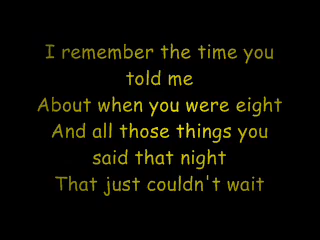 I remember the time you
told me
About when you were eight
And all those things you
said that night
That just couldn't wait